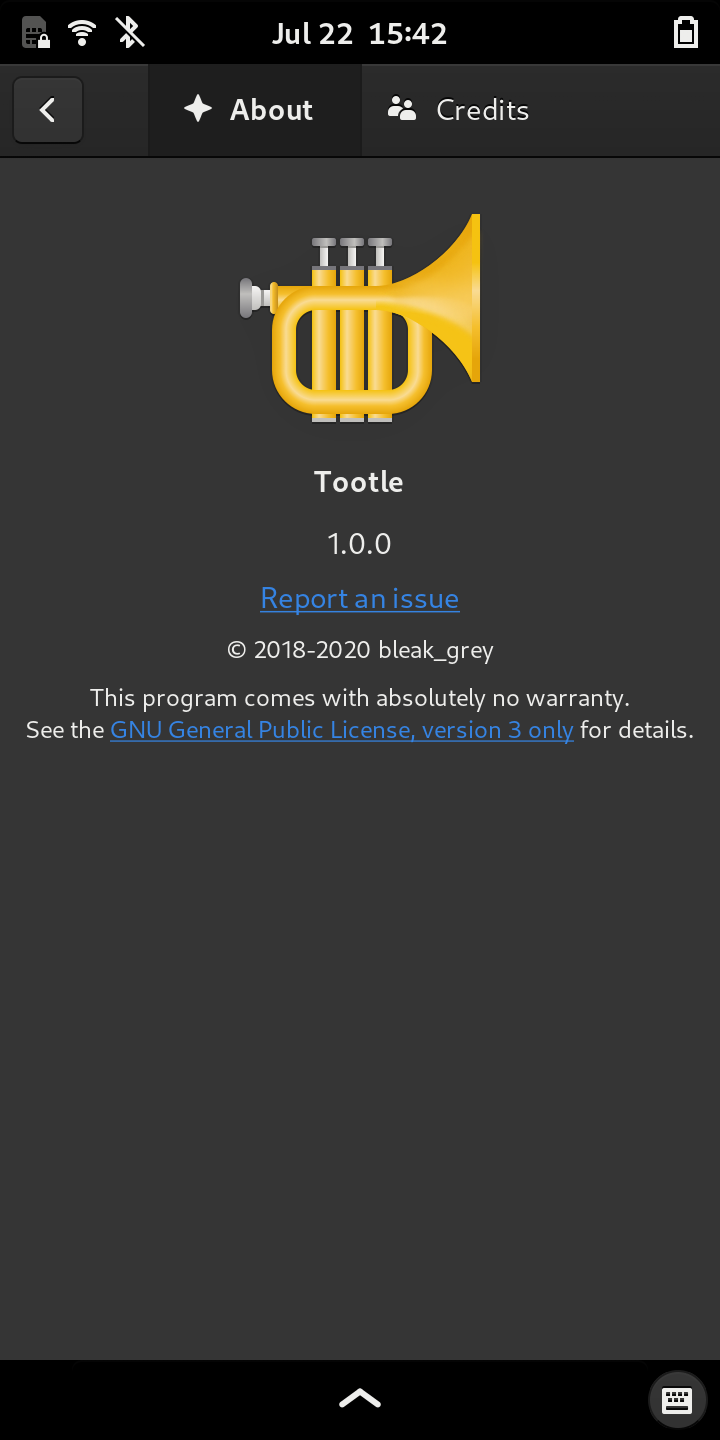 Jul 22 15:42
About
Credits
Tootle
1.0.0
Report an issue
© 2018-2020 bleak_grey
This program comes with absolutely no warranty.
See the GNU General Public License, version 3 only for details.